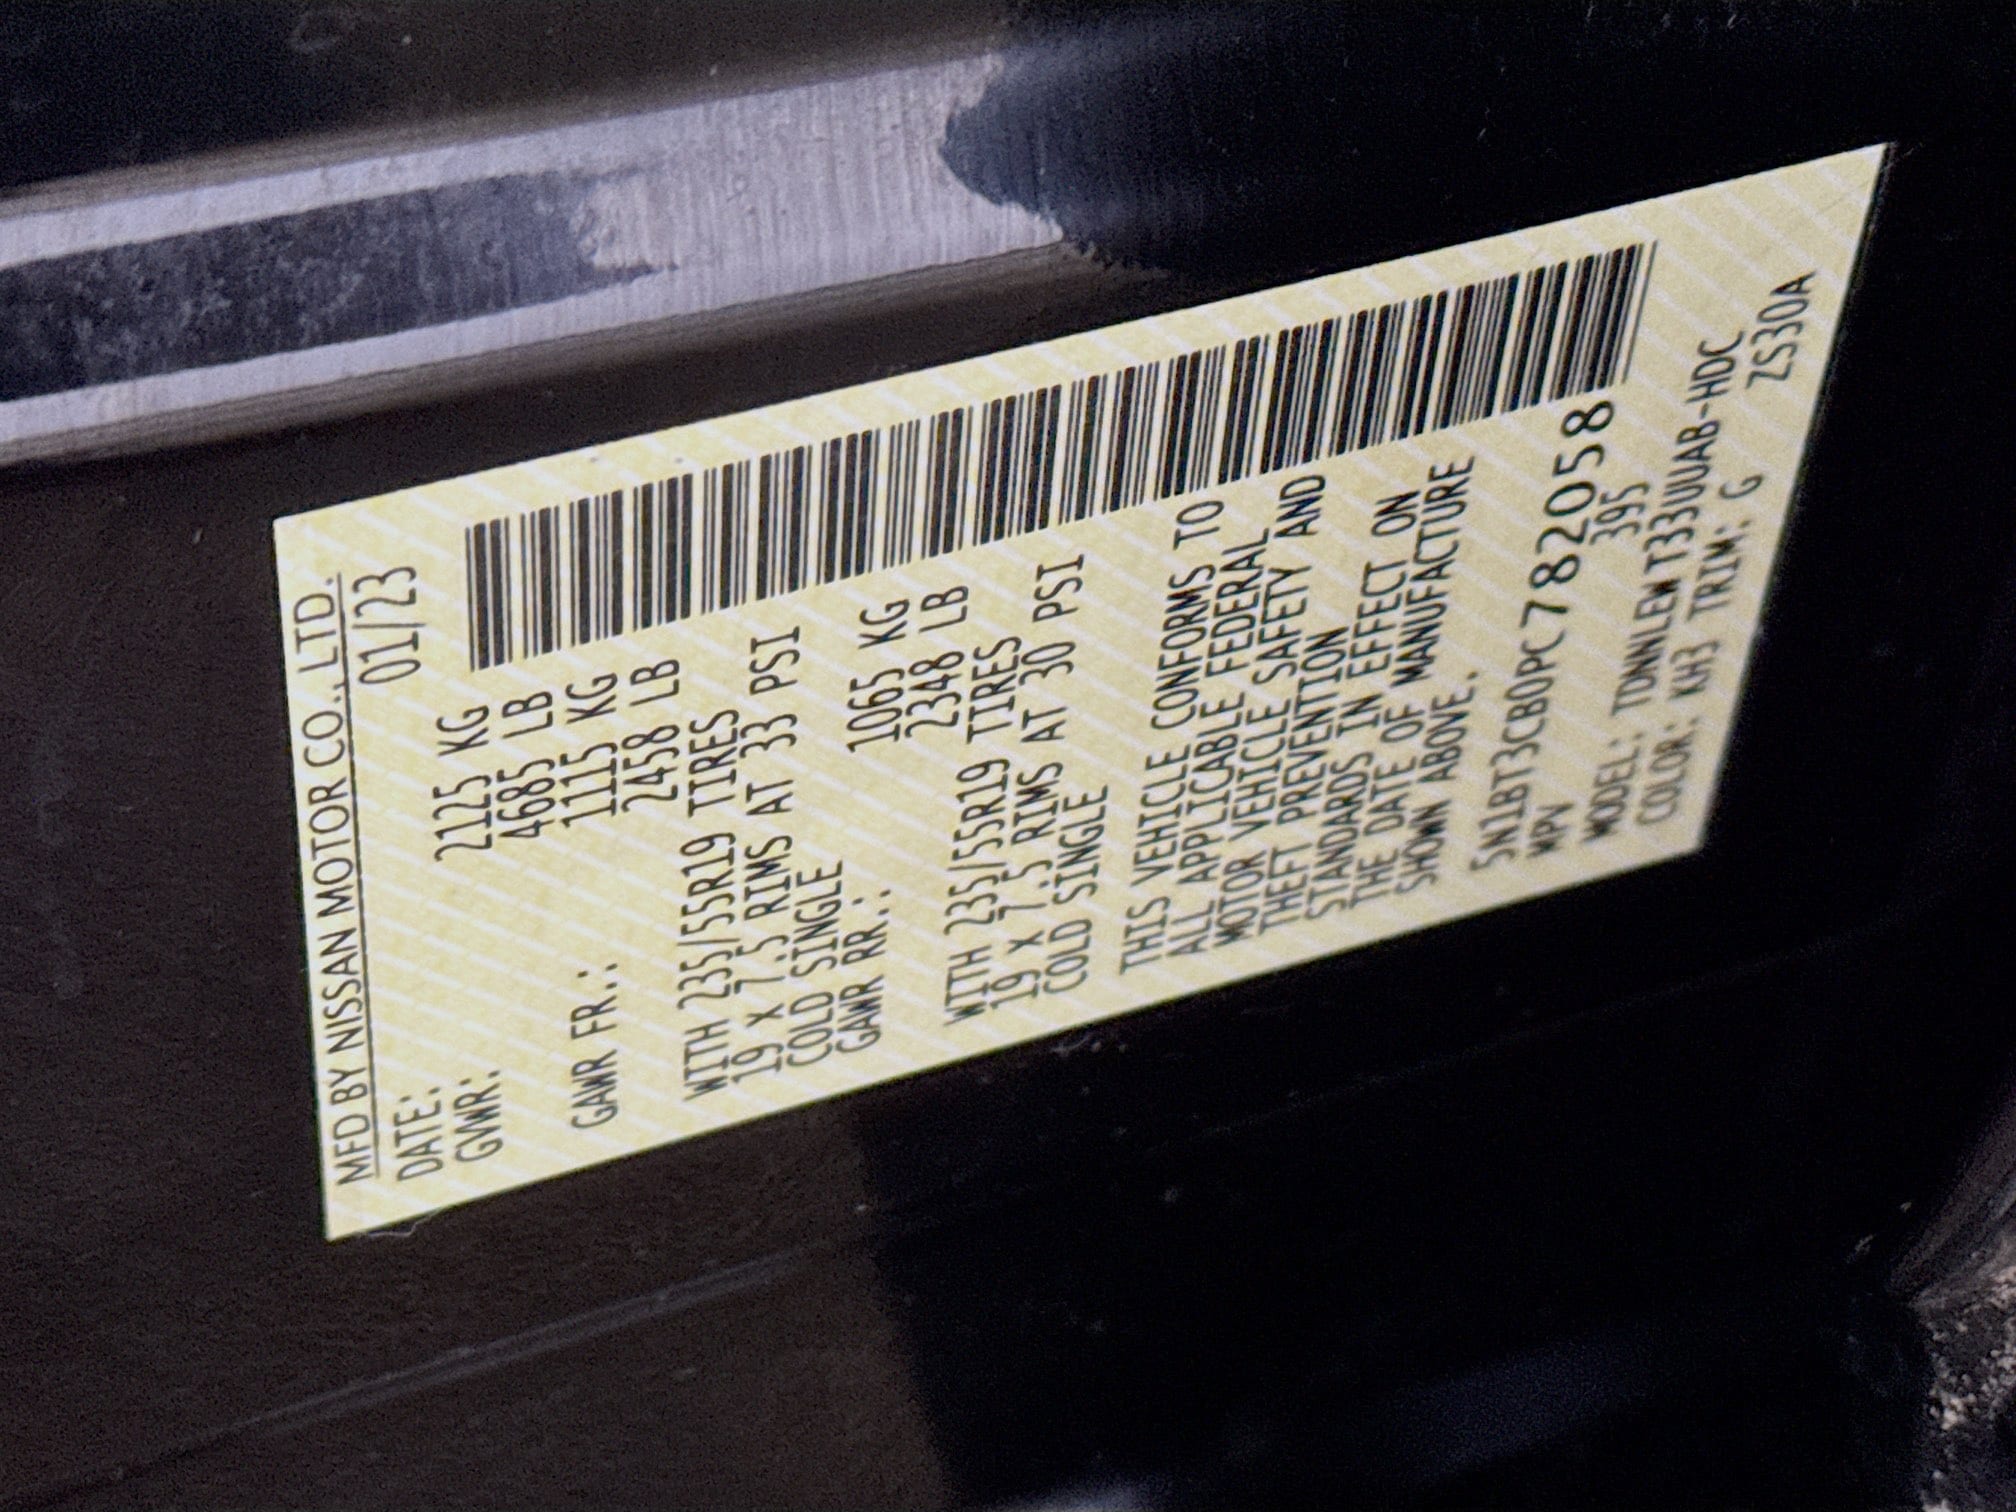 MFD BY NISSAN MOTOR CO., LTD.
DATE: 01/23
GVWR: 2125 KG
4685 LB
GAWR FR.: 1115 KG
2458 LB
WITH 235/55R19 TIRES
19 x 7.5 RIMS AT 33 PSI
COLD SINGLE
GAWR RR.: 1065 KG
2348 LB
WITH 235/55R19 TIRES
19 x 7.5 RIMS AT 30 PSI
COLD SINGLE
THIS VEHICLE CONFORMS TO
ALL APPLICABLE FEDERAL
MOTOR VEHICLE SAFETY AND
THEFT PREVENTION
STANDARDS IN EFFECT ON
THE DATE OF MANUFACTURE
SHOWN ABOVE.
5N1BT3CB0PC782058
MPV 395
MODEL: TDNNLEWT33UUAB-HDC
COLOR: KH3 TRIM: G
ZS30A